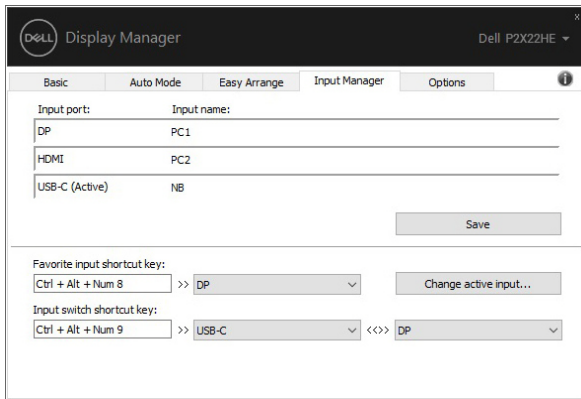 DELL Display Manager Dell P2X22HE
Basic Auto Mode Easy Arrange Input Manager Options
Input port: Input name:
DP PC1
HDMI PC2
USB-C (Active) NB
Save
Favorite input shortcut key:
Ctrl + Alt + Num 8 >> DP Change active input...
Input switch shortcut key:
Ctrl + Alt + Num 9 >> USB-C <<>> DP